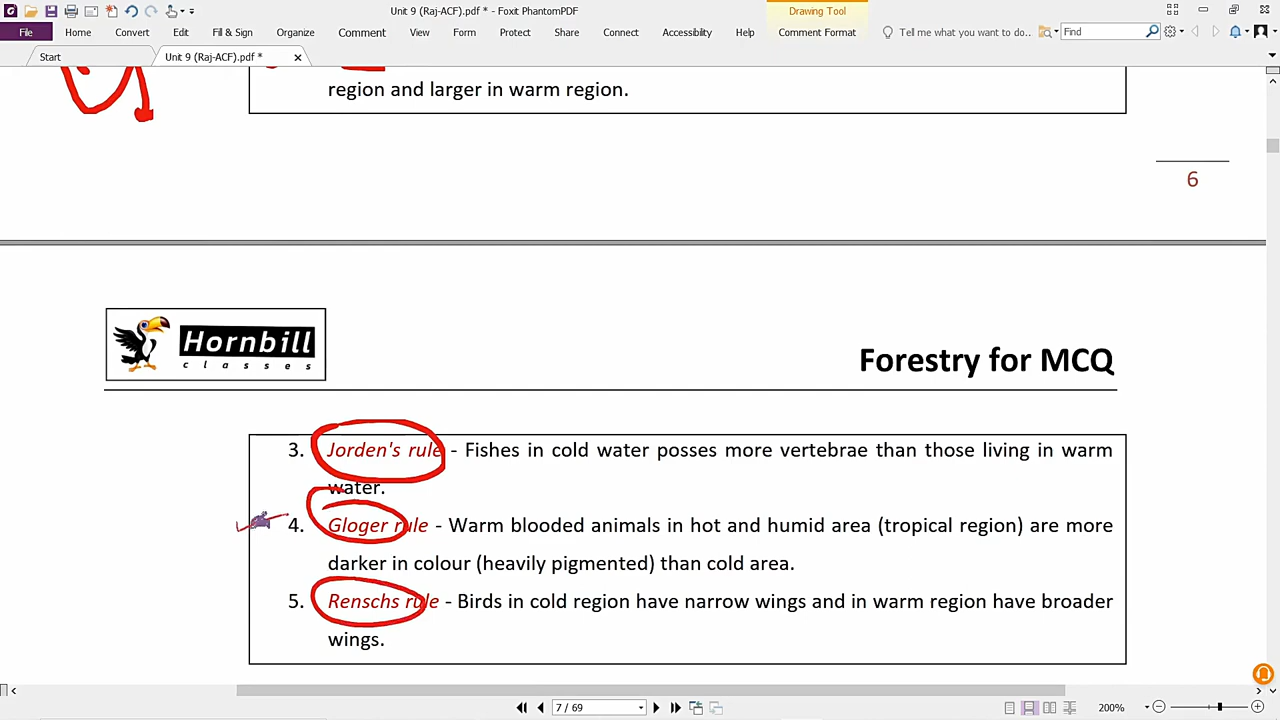 Unit 9 (Raj-ACF).pdf * - Foxit PhantomPDF
Drawing Tool
File Home Convert Edit Fill & Sign Organize Comment View Form Protect Share Connect Accessibility Help Comment Format Tell me what you want to do.. Find
Start Unit 9 (Raj-ACF).pdf *
region and larger in warm region.
6
Hornbill
classes
Forestry for MCQ
3. Jorden's rule - Fishes in cold water posses more vertebrae than those living in warm
water.
4. Gloger rule - Warm blooded animals in hot and humid area (tropical region) are more
darker in colour (heavily pigmented) than cold area.
5. Renschs rule - Birds in cold region have narrow wings and in warm region have broader
wings.
7 / 69
200%